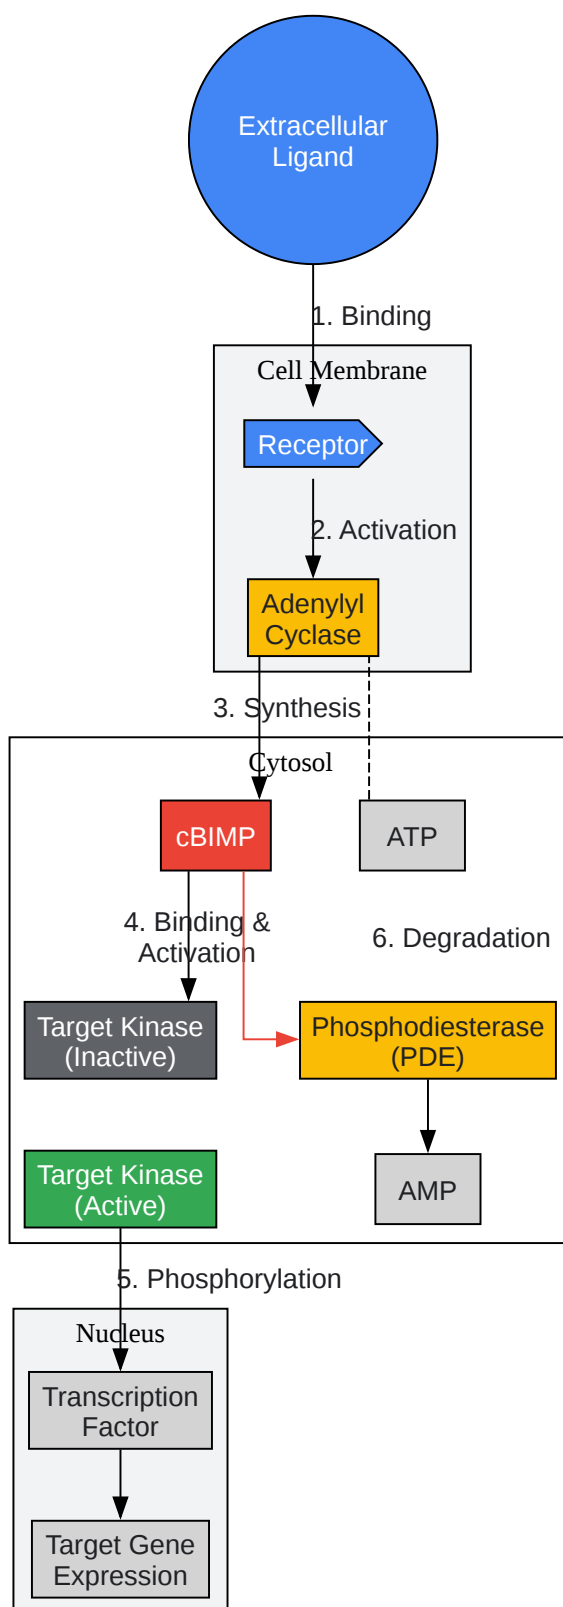 Extracellular
Ligand
1. Binding
Cell Membrane
Receptor
2. Activation
Adenylyl
Cyclase
3. Synthesis
Cytosol
cBIMP
ATP
4. Binding &
Activation
6. Degradation
Target Kinase
(Inactive)
Phosphodiesterase
(PDE)
Target Kinase
(Active)
AMP
5. Phosphorylation
Nucleus
Transcription
Factor
Target Gene
Expression